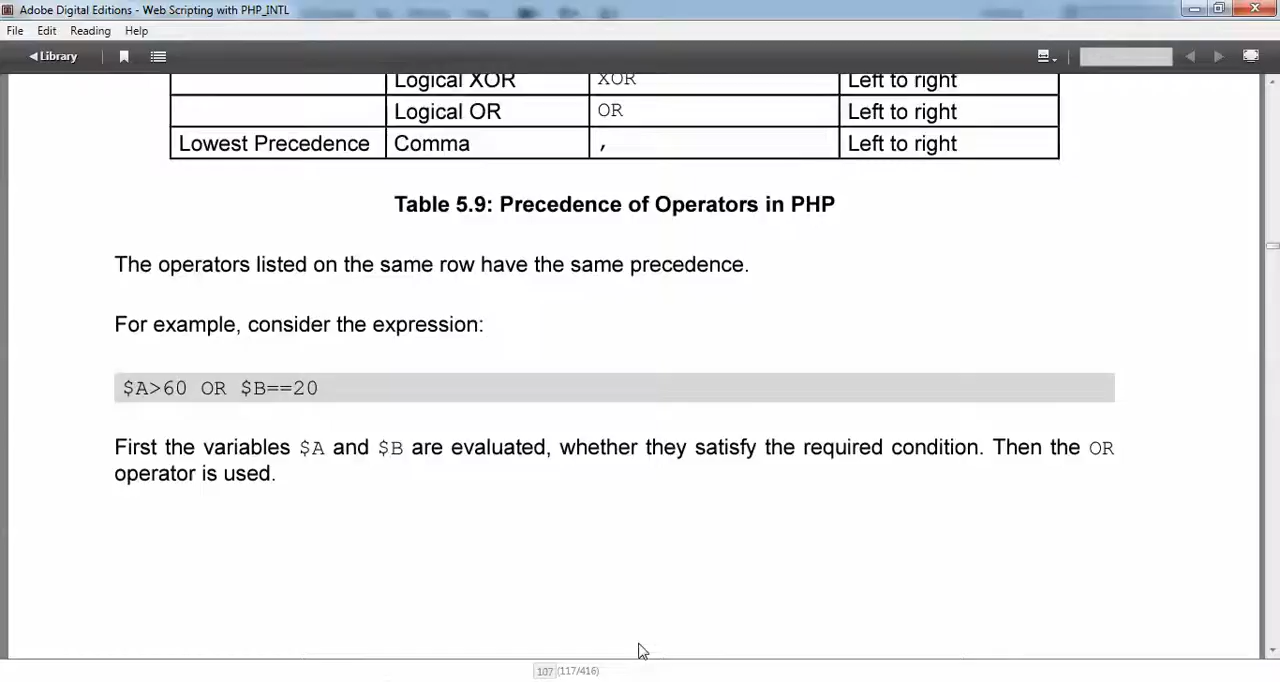 Adobe Digital Editions - Web Scripting with PHP_INTL
File Edit Reading Help
Library
Logical XOR XOR Left to right
Logical OR OR Left to right
Lowest Precedence Comma , Left to right
Table 5.9: Precedence of Operators in PHP
The operators listed on the same row have the same precedence.
For example, consider the expression:
$A>60 OR $B==20
First the variables $A and $B are evaluated, whether they satisfy the required condition. Then the OR
operator is used.
107 (117/416)